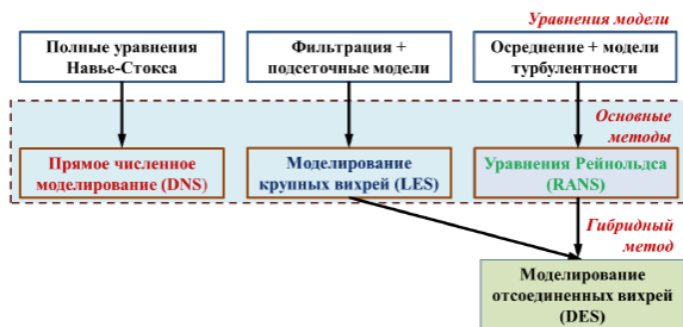 Уравнения модели
Полные уравнения
Навье-Стокса
Фильтрация +
подсеточные модели
Осреднение + модели
турбулентности
Основные
методы
Прямое численное
моделирование (DNS)
Моделирование
крупных вихрей (LES)
Уравнения Рейнольдса
(RANS)
Гибридный
метод
Моделирование
отсоединенных вихрей
(DES)